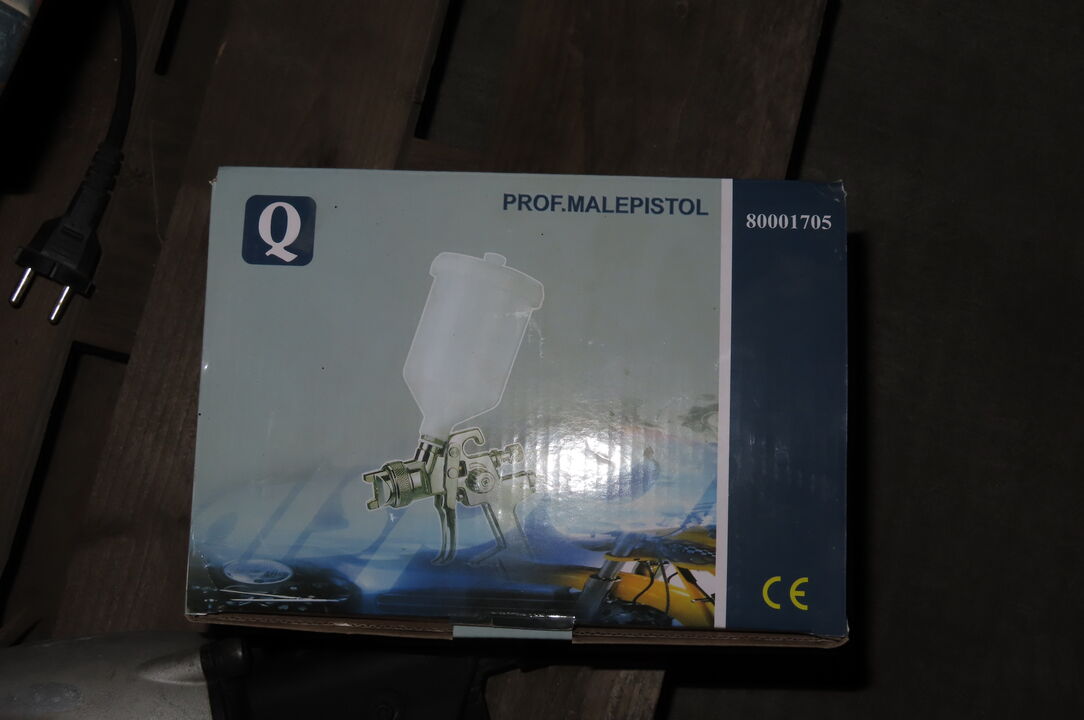 Q
PROF.MALEPISTOL
80001705
CE